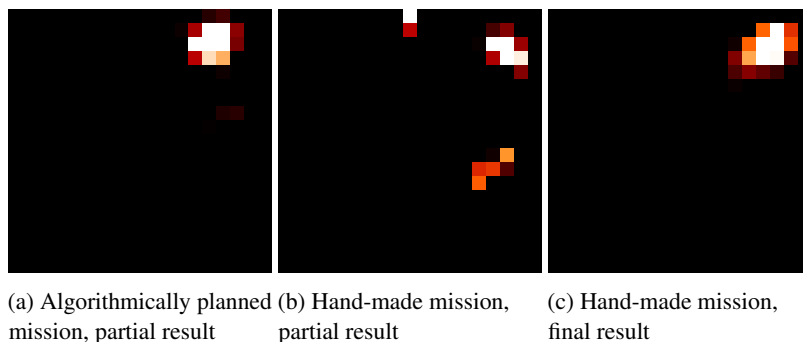 (a) Algorithmically planned
mission, partial result
(b) Hand-made mission,
partial result
(c) Hand-made mission,
final result